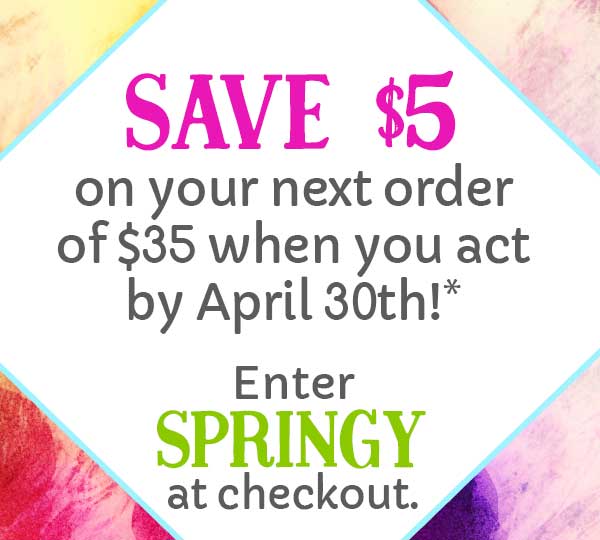 SAVE $5
on your next order
of $35 when you act
by April 30th!*
Enter
SPRINGY
at checkout.